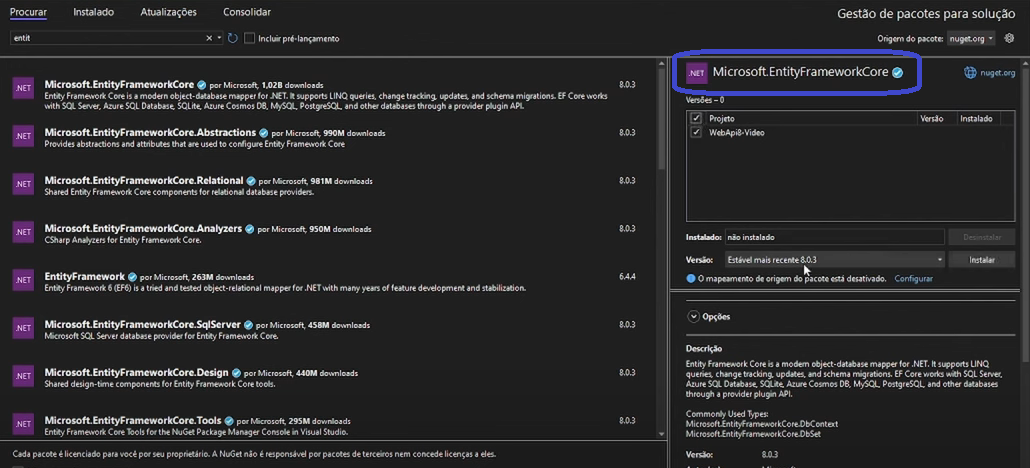 Procurar Instalado Atualizações Consolidar
Gestão de pacotes para solução
entit
Incluir pré-lançamento
Origem do pacote: nuget.org
.NET
Microsoft.EntityFrameworkCore por Microsoft, 1,02B downloads 8.0.3
Entity Framework Core is a modern object-database mapper for .NET. It supports LINQ queries, change tracking, updates, and schema migrations. EF Core works
with SQL Server, Azure SQL Database, SQLite, Azure Cosmos DB, MySQL, PostgreSQL, and other databases through a provider plugin API.
.NET
Microsoft.EntityFrameworkCore.Abstractions por Microsoft, 990M downloads 8.0.3
Provides abstractions and attributes that are used to configure Entity Framework Core
.NET
Microsoft.EntityFrameworkCore.Relational por Microsoft, 981M downloads 8.0.3
Shared Entity Framework Core components for relational database providers.
.NET
Microsoft.EntityFrameworkCore.Analyzers por Microsoft, 950M downloads 8.0.3
CSharp Analyzers for Entity Framework Core.
.NET
EntityFramework por Microsoft, 263M downloads 6.4.4
Entity Framework 6 (EF6) is a tried and tested object-relational mapper for .NET with many years of feature development and stabilization.
.NET
Microsoft.EntityFrameworkCore.SqlServer por Microsoft, 458M downloads 8.0.3
Microsoft SQL Server database provider for Entity Framework Core.
.NET
Microsoft.EntityFrameworkCore.Design por Microsoft, 440M downloads 8.0.3
Shared design-time components for Entity Framework Core tools.
.NET
Microsoft.EntityFrameworkCore.Tools por Microsoft, 295M downloads 8.0.3
Entity Framework Core Tools for the NuGet Package Manager Console in Visual Studio.
Cada pacote é licenciado para você por seu proprietário. A NuGet não é responsável por pacotes de terceiros nem concede licenças a eles.
.NET Microsoft.EntityFrameworkCore
nuget.org
Versões – 0
Projeto Versão Instalado
WebApi8-Video
Instalado: não instalado Desinstalar
Versão: Estável mais recente 8.0.3 Instalar
O mapeamento de origem do pacote está desativado. Configurar
Opções
Descrição
Entity Framework Core is a modern object-database mapper for .NET. It supports LINQ
queries, change tracking, updates, and schema migrations. EF Core works with SQL Server,
Azure SQL Database, SQLite, Azure Cosmos DB, MySQL, PostgreSQL, and other databases
through a provider plugin API.
Commonly Used Types:
Microsoft.EntityFrameworkCore.DbContext
Microsoft.EntityFrameworkCore.DbSet
Versão: 8.0.3